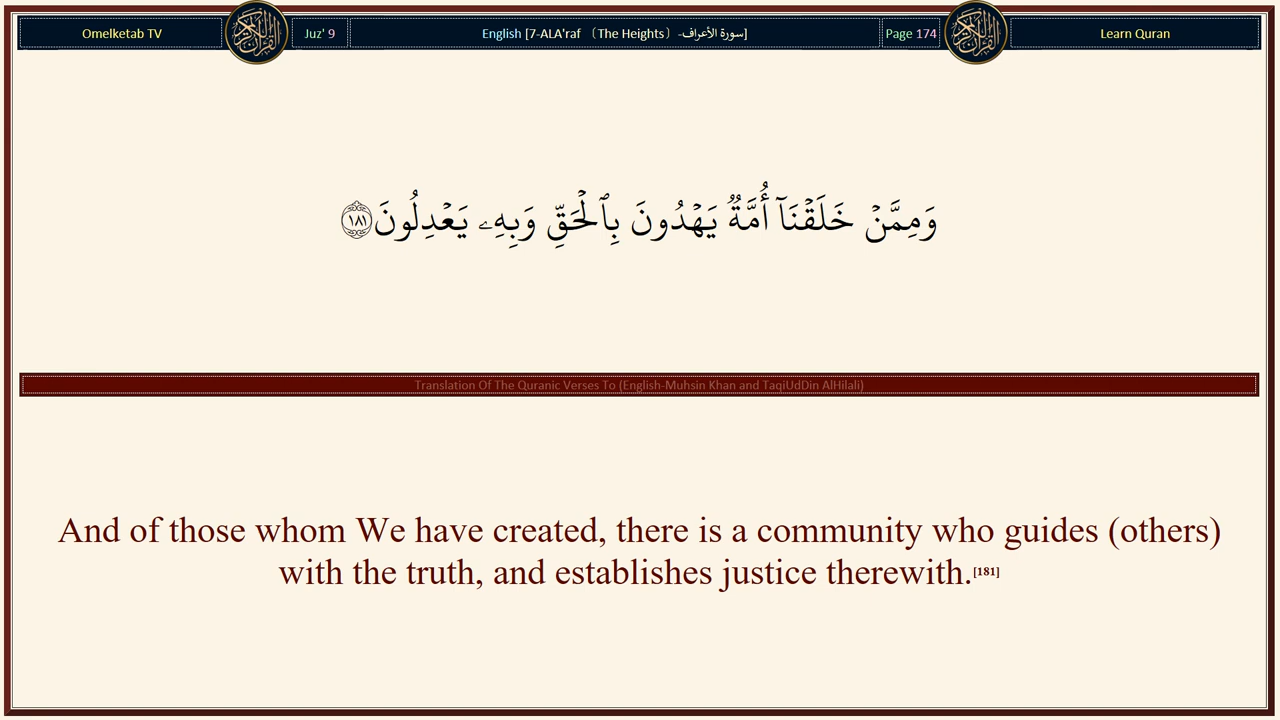 Omelketab TV
Juz' 9
English [7-ALA'raf （The Heights）-سورة الأعراف]
Page 174
Learn Quran
وَمِمَّنْ خَلَقْنَآ أُمَّةٌ يَهْدُونَ بِٱلْحَقِّ وَبِهِۦ يَعْدِلُونَ ١٨١
Translation Of The Quranic Verses To (English-Muhsin Khan and TaqiUdDin AlHilali)
And of those whom We have created, there is a community who guides (others)
with the truth, and establishes justice therewith.[181]